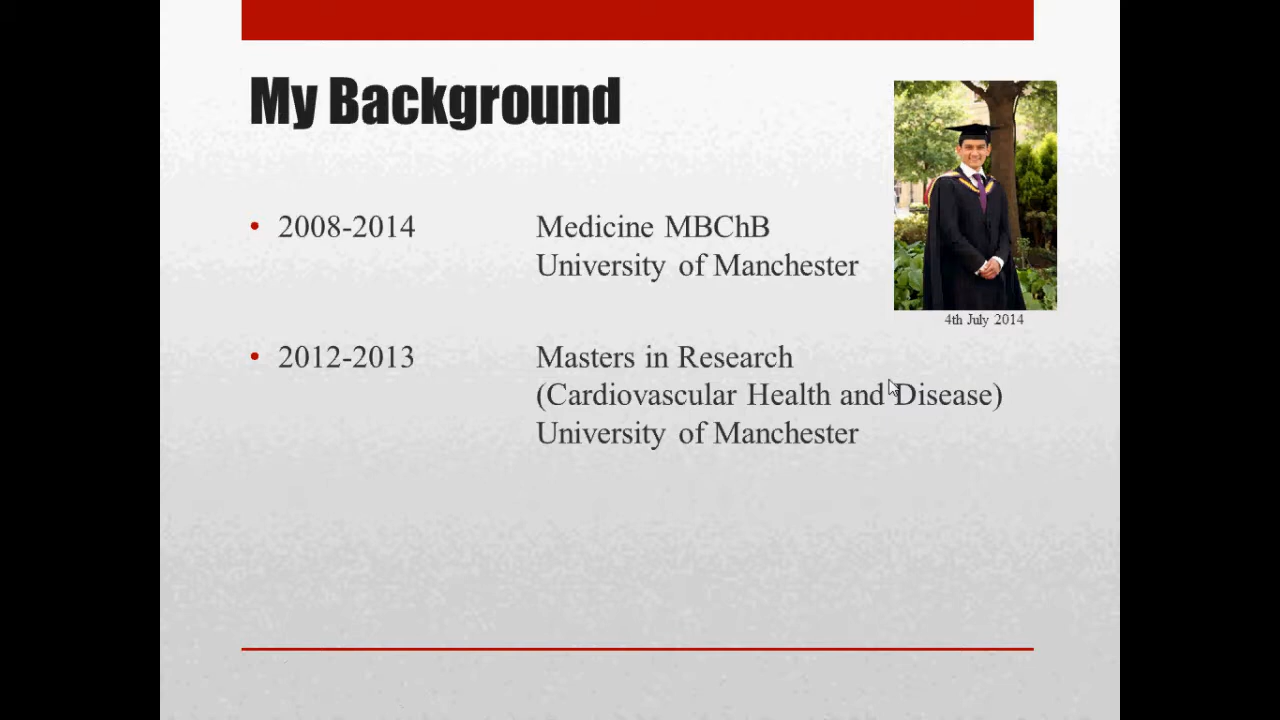 My Background
• 2008-2014 Medicine MBChB
University of Manchester
4th July 2014
• 2012-2013 Masters in Research
(Cardiovascular Health and Disease)
University of Manchester